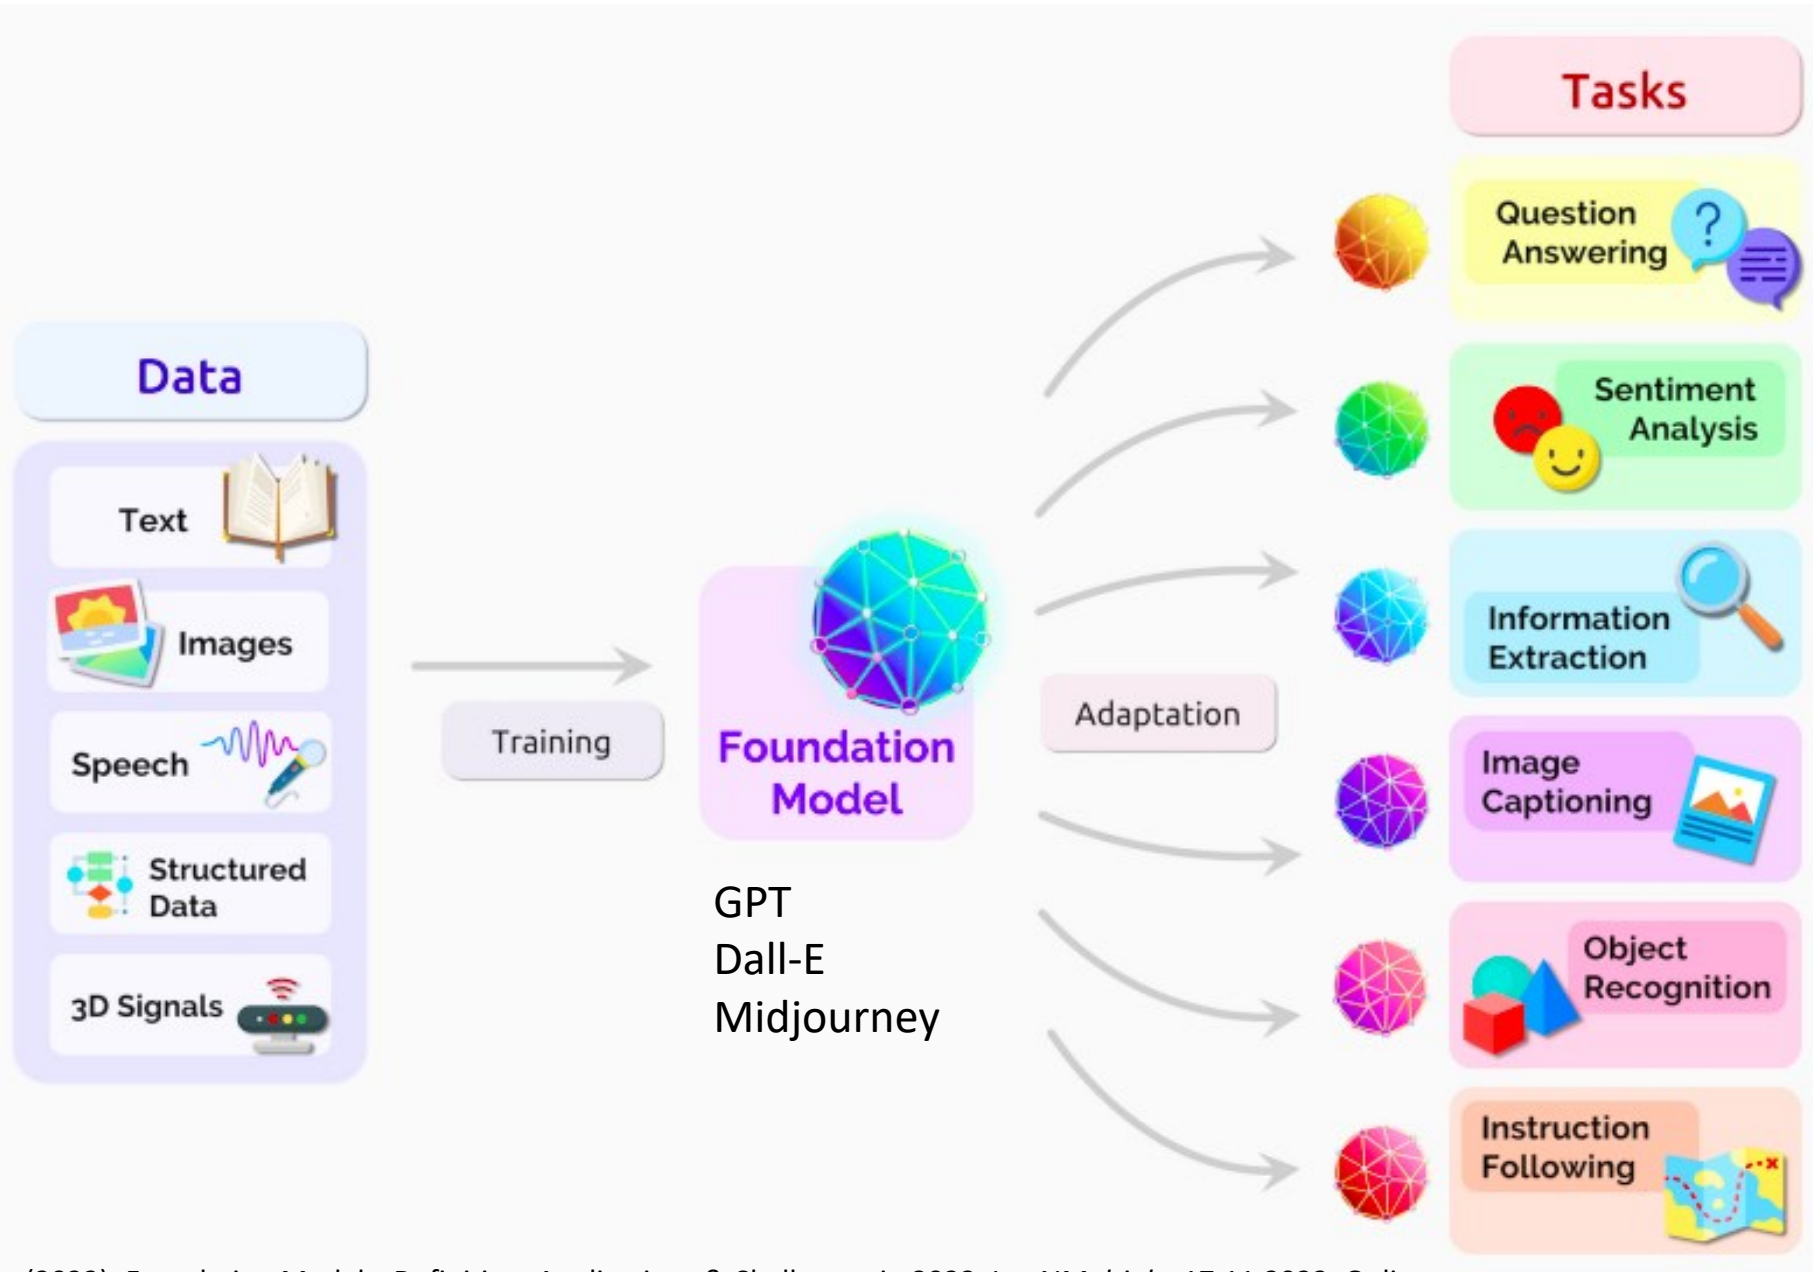 Data
Text
Images
Speech
Structured
Data
3D Signals
Training
Foundation
Model
GPT
Dall-E
Midjourney
Adaptation
Tasks
Question
Answering
?
Sentiment
Analysis
Information
Extraction
Image
Captioning
Object
Recognition
Instruction
Following